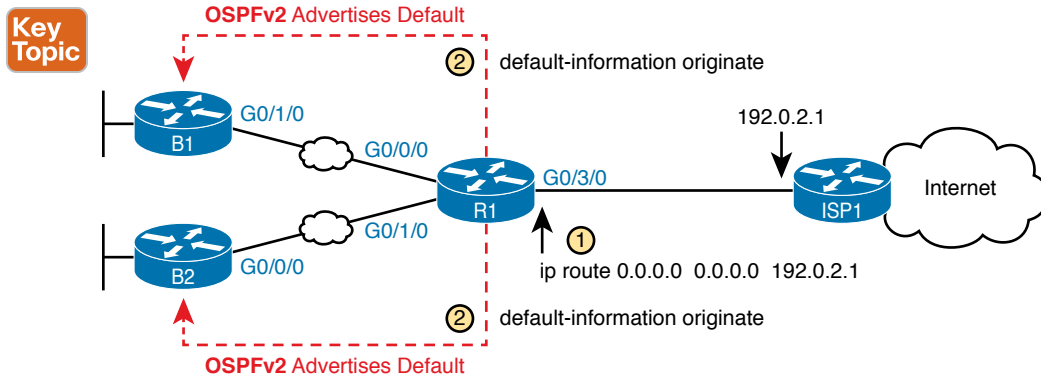 Key
Topic
OSPFv2 Advertises Default
2 default-information originate
192.0.2.1
G0/1/0
B1
G0/0/0
G0/3/0
R1
ISP1
Internet
G0/1/0
B2
G0/0/0
1
ip route 0.0.0.0 0.0.0.0 192.0.2.1
2 default-information originate
OSPFv2 Advertises Default